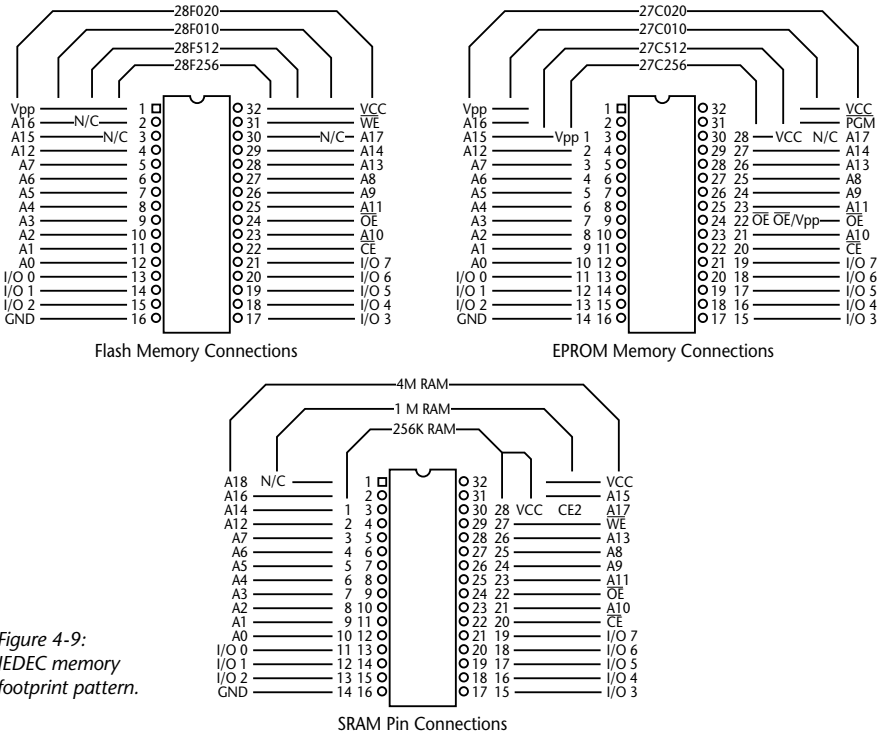 28F020
28F010
28F512
28F256
Vpp 1 32 VCC
A16 N/C 2 31 WE
A15 N/C 3 30 N/C A17
A12 4 29 A14
A7 5 28 A13
A6 6 27 A8
A5 7 26 A9
A4 8 25 A11
A3 9 24 OE
A2 10 23 A10
A1 11 22 CE
A0 12 21 I/O 7
I/O 0 13 20 I/O 6
I/O 1 14 19 I/O 5
I/O 2 15 18 I/O 4
GND 16 17 I/O 3
Flash Memory Connections
27C020
27C010
27C512
27C256
Vpp 1 32 VCC
A16 2 31 PGM
A15 Vpp 1 3 30 28 VCC N/C A17
A12 2 4 29 27 A14
A7 3 5 28 26 A13
A6 4 6 27 25 A8
A5 5 7 26 24 A9
A4 6 8 25 23 A11
A3 7 9 24 22 OE OE/Vpp OE
A2 8 10 23 21 A10
A1 9 11 22 20 CE
A0 10 12 21 19 I/O 7
I/O 0 11 13 20 18 I/O 6
I/O 1 12 14 19 17 I/O 5
I/O 2 13 15 18 16 I/O 4
GND 14 16 17 15 I/O 3
EPROM Memory Connections
4M RAM
1 M RAM
256K RAM
A18 N/C 1 32 VCC
A16 2 31 A15
A14 1 3 30 28 VCC CE2 A17
A12 2 4 29 27 WE
A7 3 5 28 26 A13
A6 4 6 27 25 A8
A5 5 7 26 24 A9
A4 6 8 25 23 A11
A3 7 9 24 22 OE
A2 8 10 23 21 A10
A1 9 11 22 20 CE
A0 10 12 21 19 I/O 7
I/O 0 11 13 20 18 I/O 6
I/O 1 12 14 19 17 I/O 5
I/O 2 13 15 18 16 I/O 4
GND 14 16 17 15 I/O 3
SRAM Pin Connections
Figure 4-9:
JEDEC memory
footprint pattern.